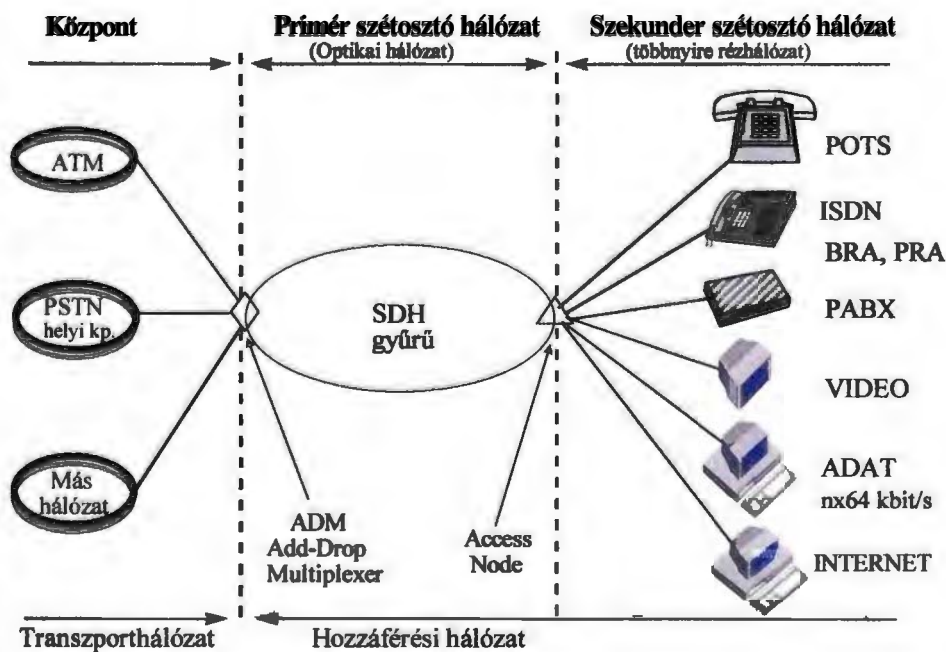 Központ
Primér szétosztó hálózat
(Optikai hálózat)
Szekunder szétosztó hálózat
(többnyire rézhálózat)
ATM
PSTN
helyi kp.
Más
hálózat
SDH
gyűrű
ADM
Add-Drop
Multiplexer
Access
Node
POTS
ISDN
BRA, PRA
PABX
VIDEO
ADAT
nx64 kbit/s
INTERNET
Transzporthálózat
Hozzáférési hálózat